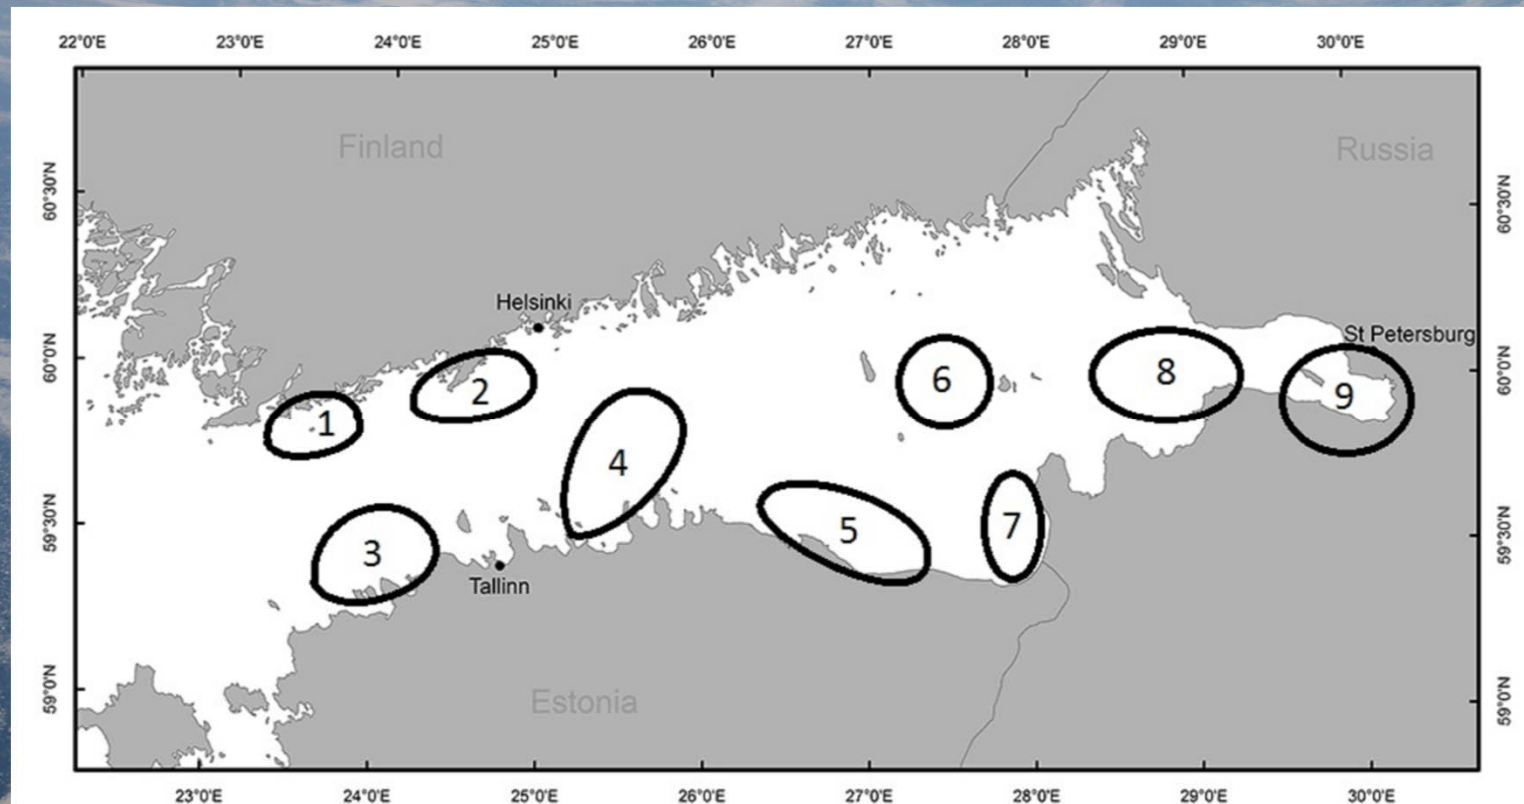 22°0'E 23°0'E 24°0'E 25°0'E 26°0'E 27°0'E 28°0'E 29°0'E 30°0'E
Finland
Russia
60°30'N
60°30'N
Helsinki
St Petersburg
60°0'N
60°0'N
6
8
2
9
1
4
59°30'N
59°30'N
7
5
3
Tallinn
59°0'N
59°0'N
Estonia
23°0'E 24°0'E 25°0'E 26°0'E 27°0'E 28°0'E 29°0'E 30°0'E